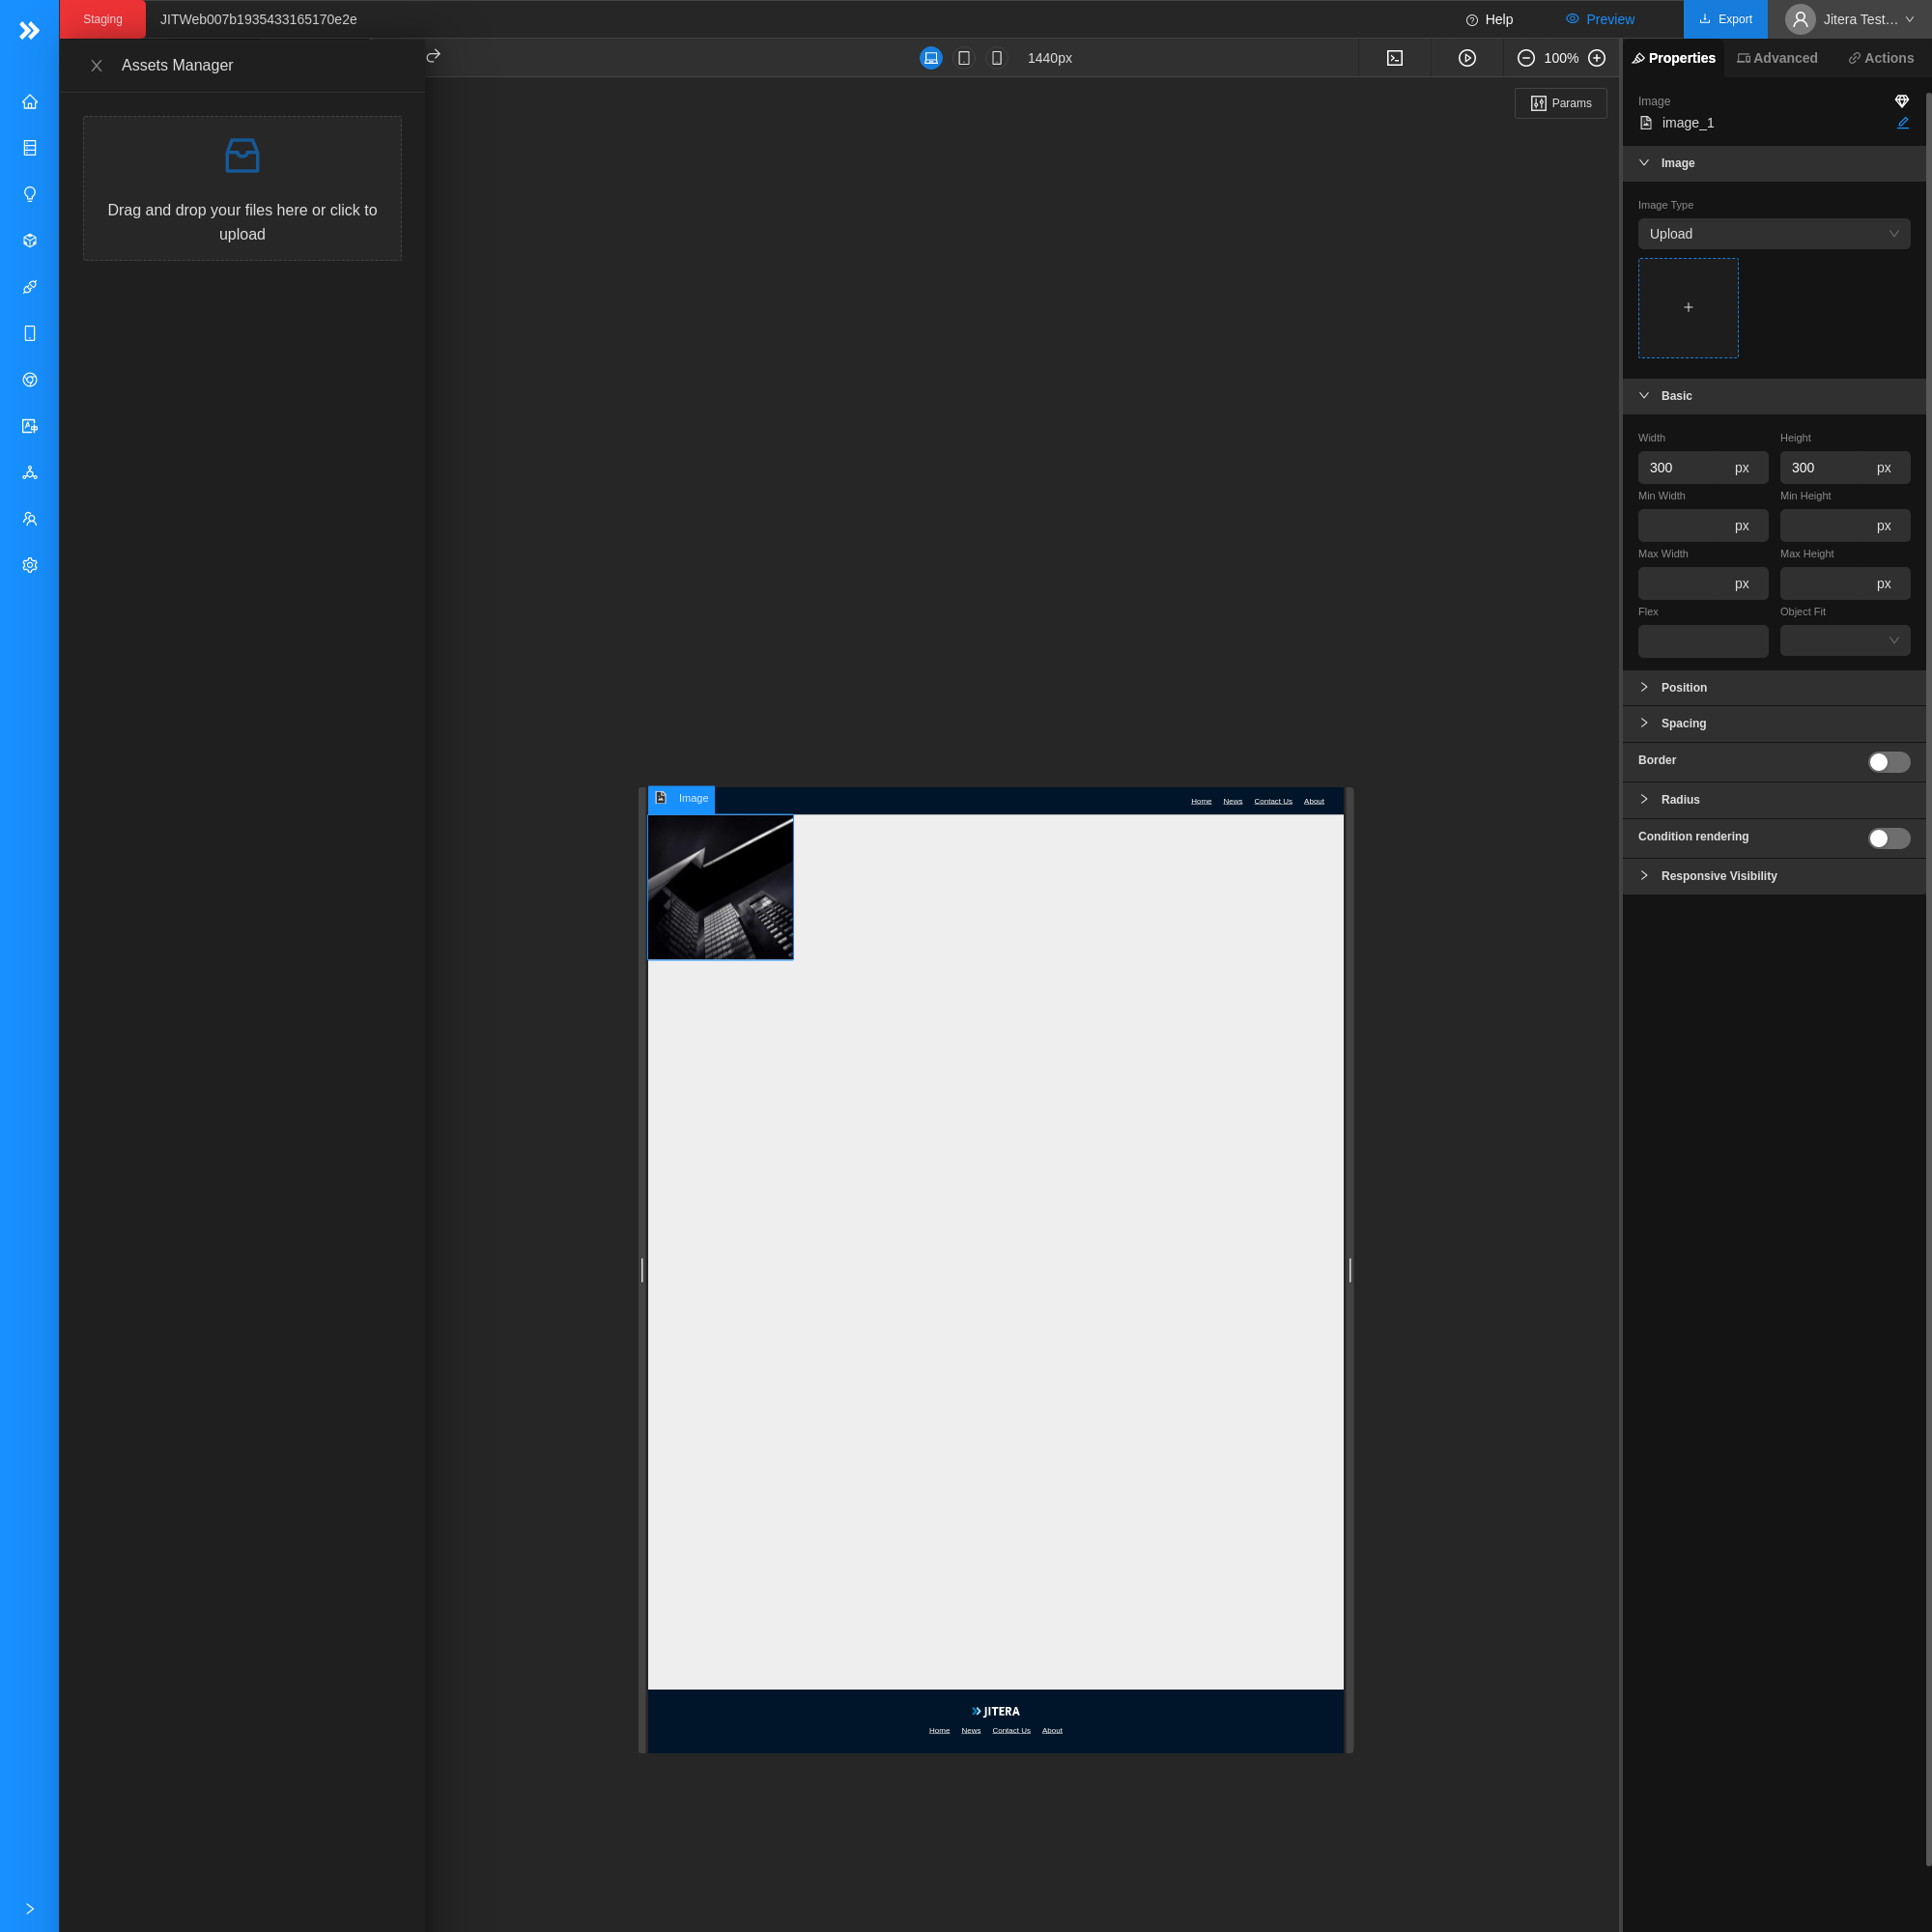 Staging
JITWeb007b1935433165170e2e
Help
Preview
Export
Jitera Test...
Assets Manager
1440px
100%
Properties
Advanced
Actions
Drag and drop your files here or click to
upload
Params
Image
image_1
Image
Image Type
Upload
+
Basic
Width
Height
300 px
300 px
Min Width
Min Height
px
px
Max Width
Max Height
px
px
Flex
Object Fit
Position
Spacing
Border
Radius
Condition rendering
Responsive Visibility
Image
Home News Contact Us About
JITERA
Home News Contact Us About